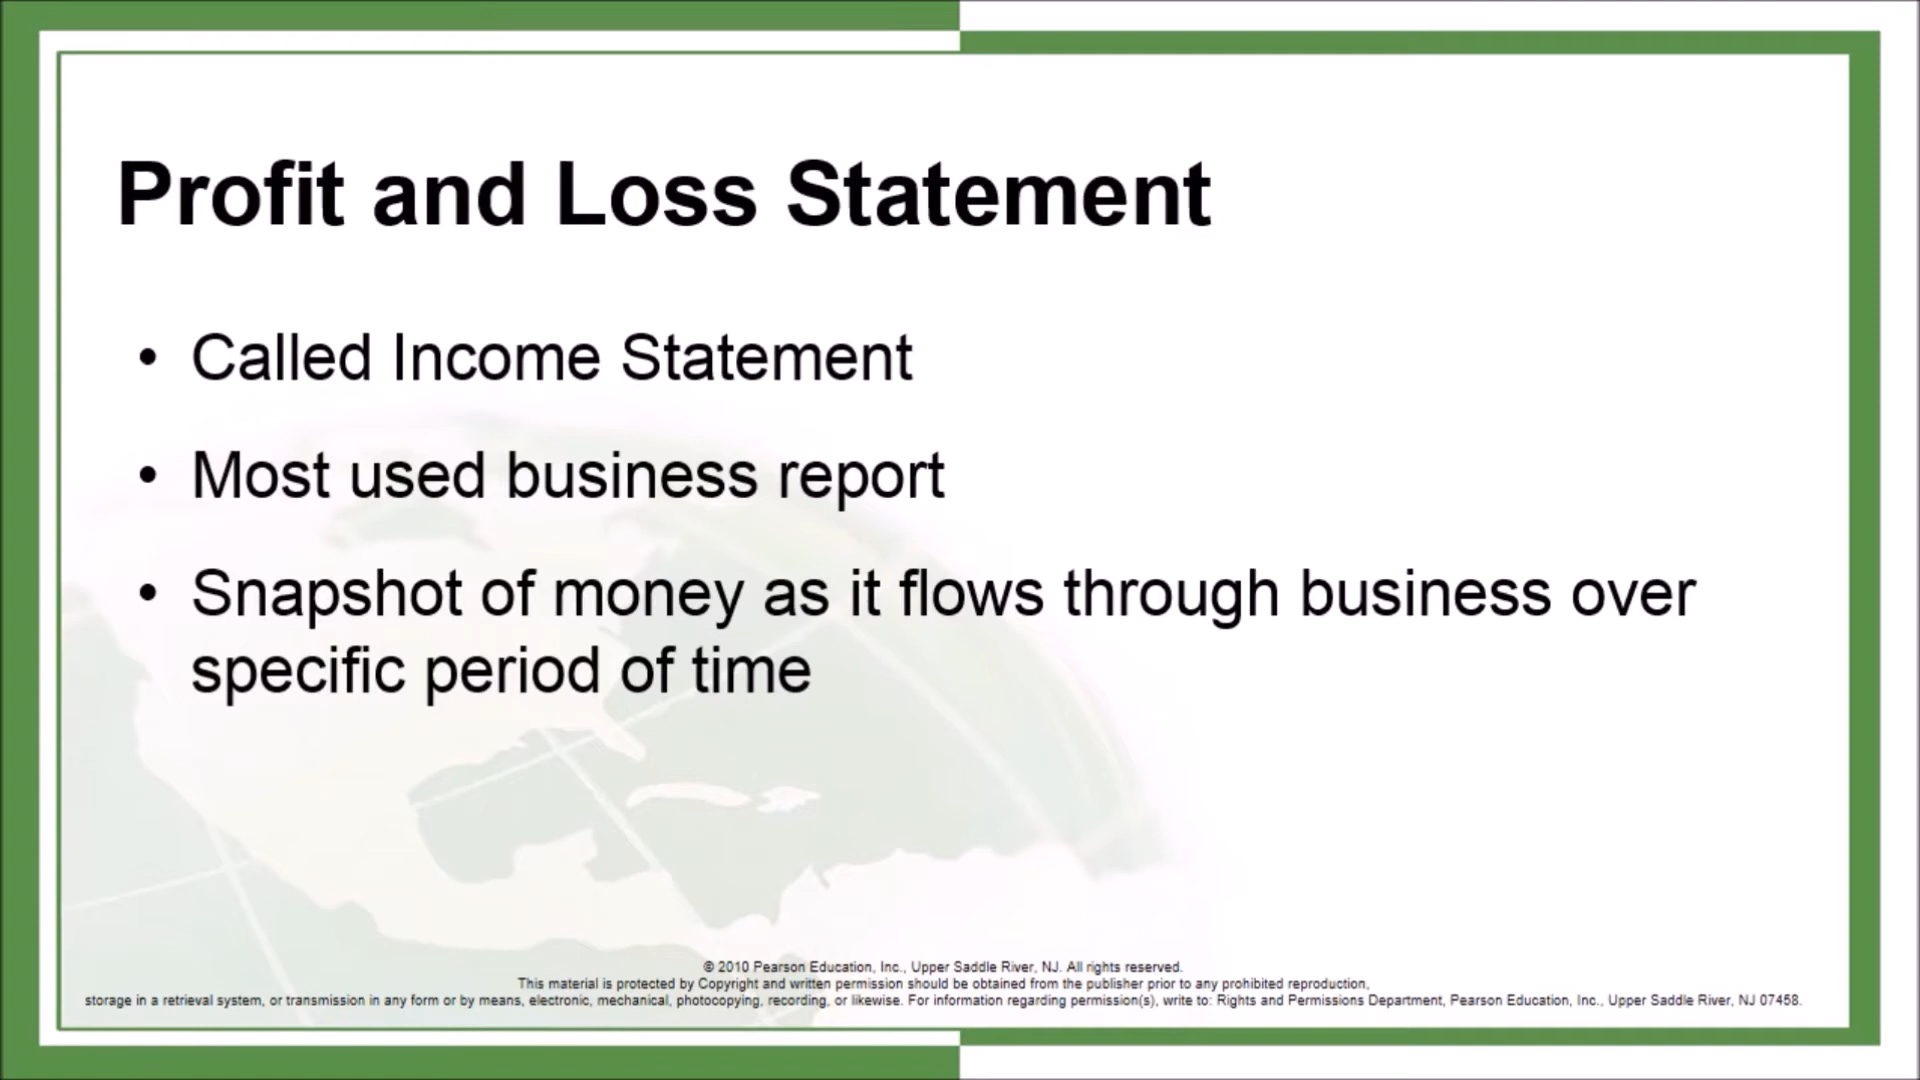 Profit and Loss Statement
• Called Income Statement
• Most used business report
• Snapshot of money as it flows through business over
specific period of time
© 2010 Pearson Education, Inc., Upper Saddle River, NJ. All rights reserved.
This material is protected by Copyright and written permission should be obtained from the publisher prior to any prohibited reproduction,
storage in a retrieval system, or transmission in any form or by means, electronic, mechanical, photocopying, recording, or likewise. For information regarding permission(s), write to: Rights and Permissions Department, Pearson Education, Inc., Upper Saddle River, NJ 07458.